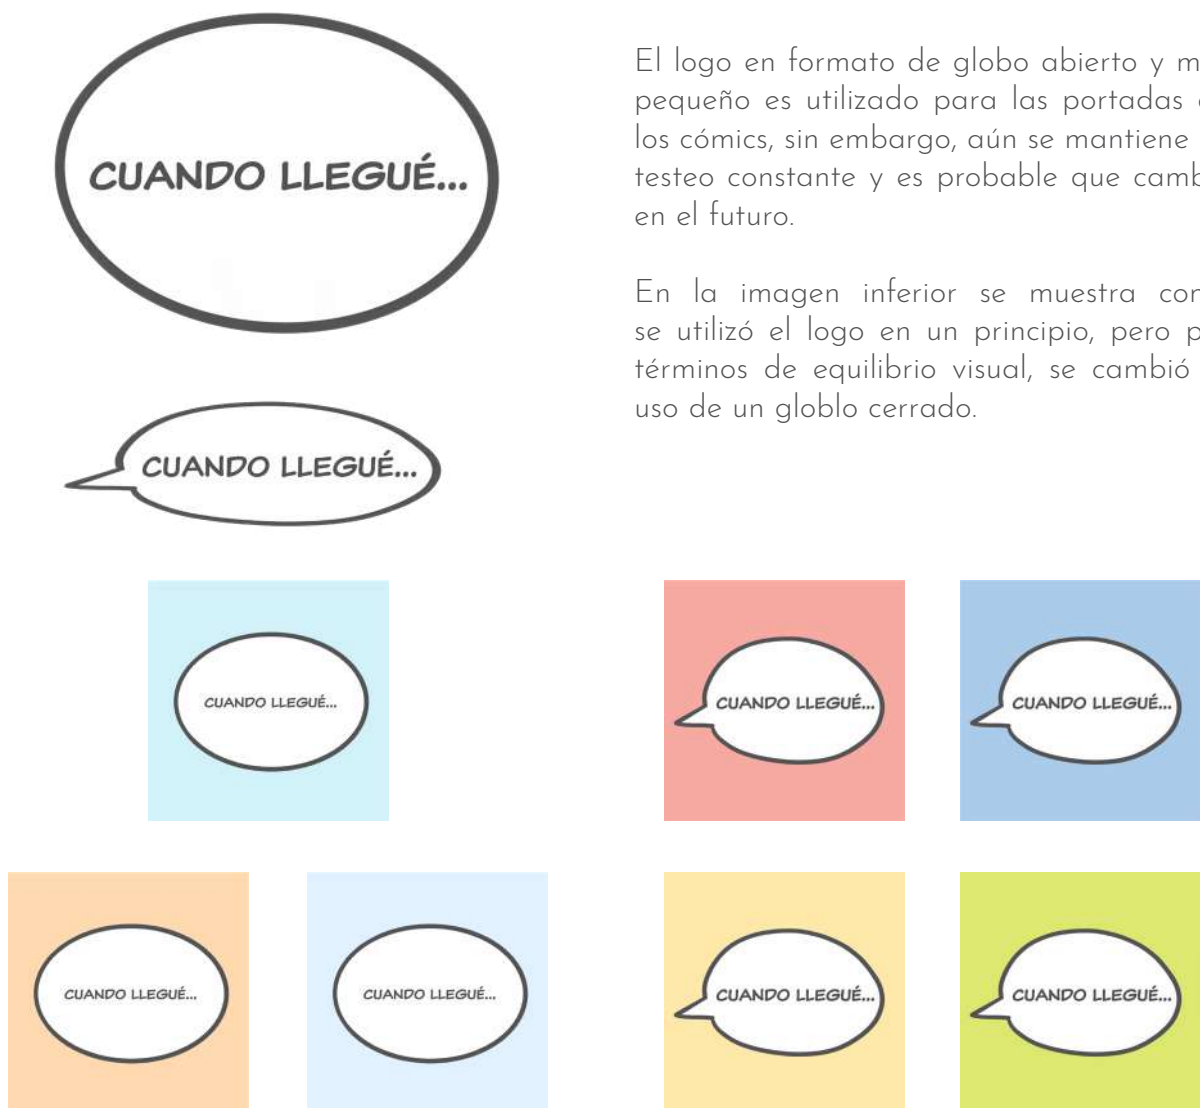 CUANDO LLEGUÉ...
CUANDO LLEGUÉ...
El logo en formato de globo abierto y
pequeño es utilizado para las portadas
los cómics, sin embargo, aún se mantiene
testeo constante y es probable que
en el futuro.
En la imagen inferior se muestra
se utilizó el logo en un principio, pero
términos de equilibrio visual, se cambió
uso de un globlo cerrado.
CUANDO LLEGUÉ...
CUANDO LLEGUÉ...
CUANDO LLEGUÉ...
CUANDO LLEGUÉ...
CUANDO LLEGUÉ...
CUANDO LLEGUÉ...
CUANDO LLEGUÉ...